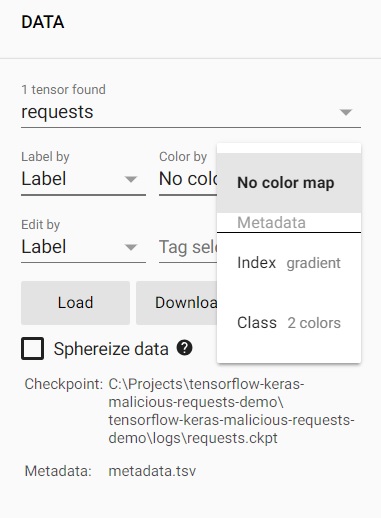 DATA
1 tensor found
requests
Label by
Label
Color by
No colo
No color map
Metadata
Index gradient
Class 2 colors
Edit by
Label
Tag sele
Load
Downloa
Sphereize data ?
Checkpoint: C:\Projects\tensorflow-keras-
malicious-requests-demo\
tensorflow-keras-malicious-requests-
demo\logs\requests.ckpt
Metadata: metadata.tsv